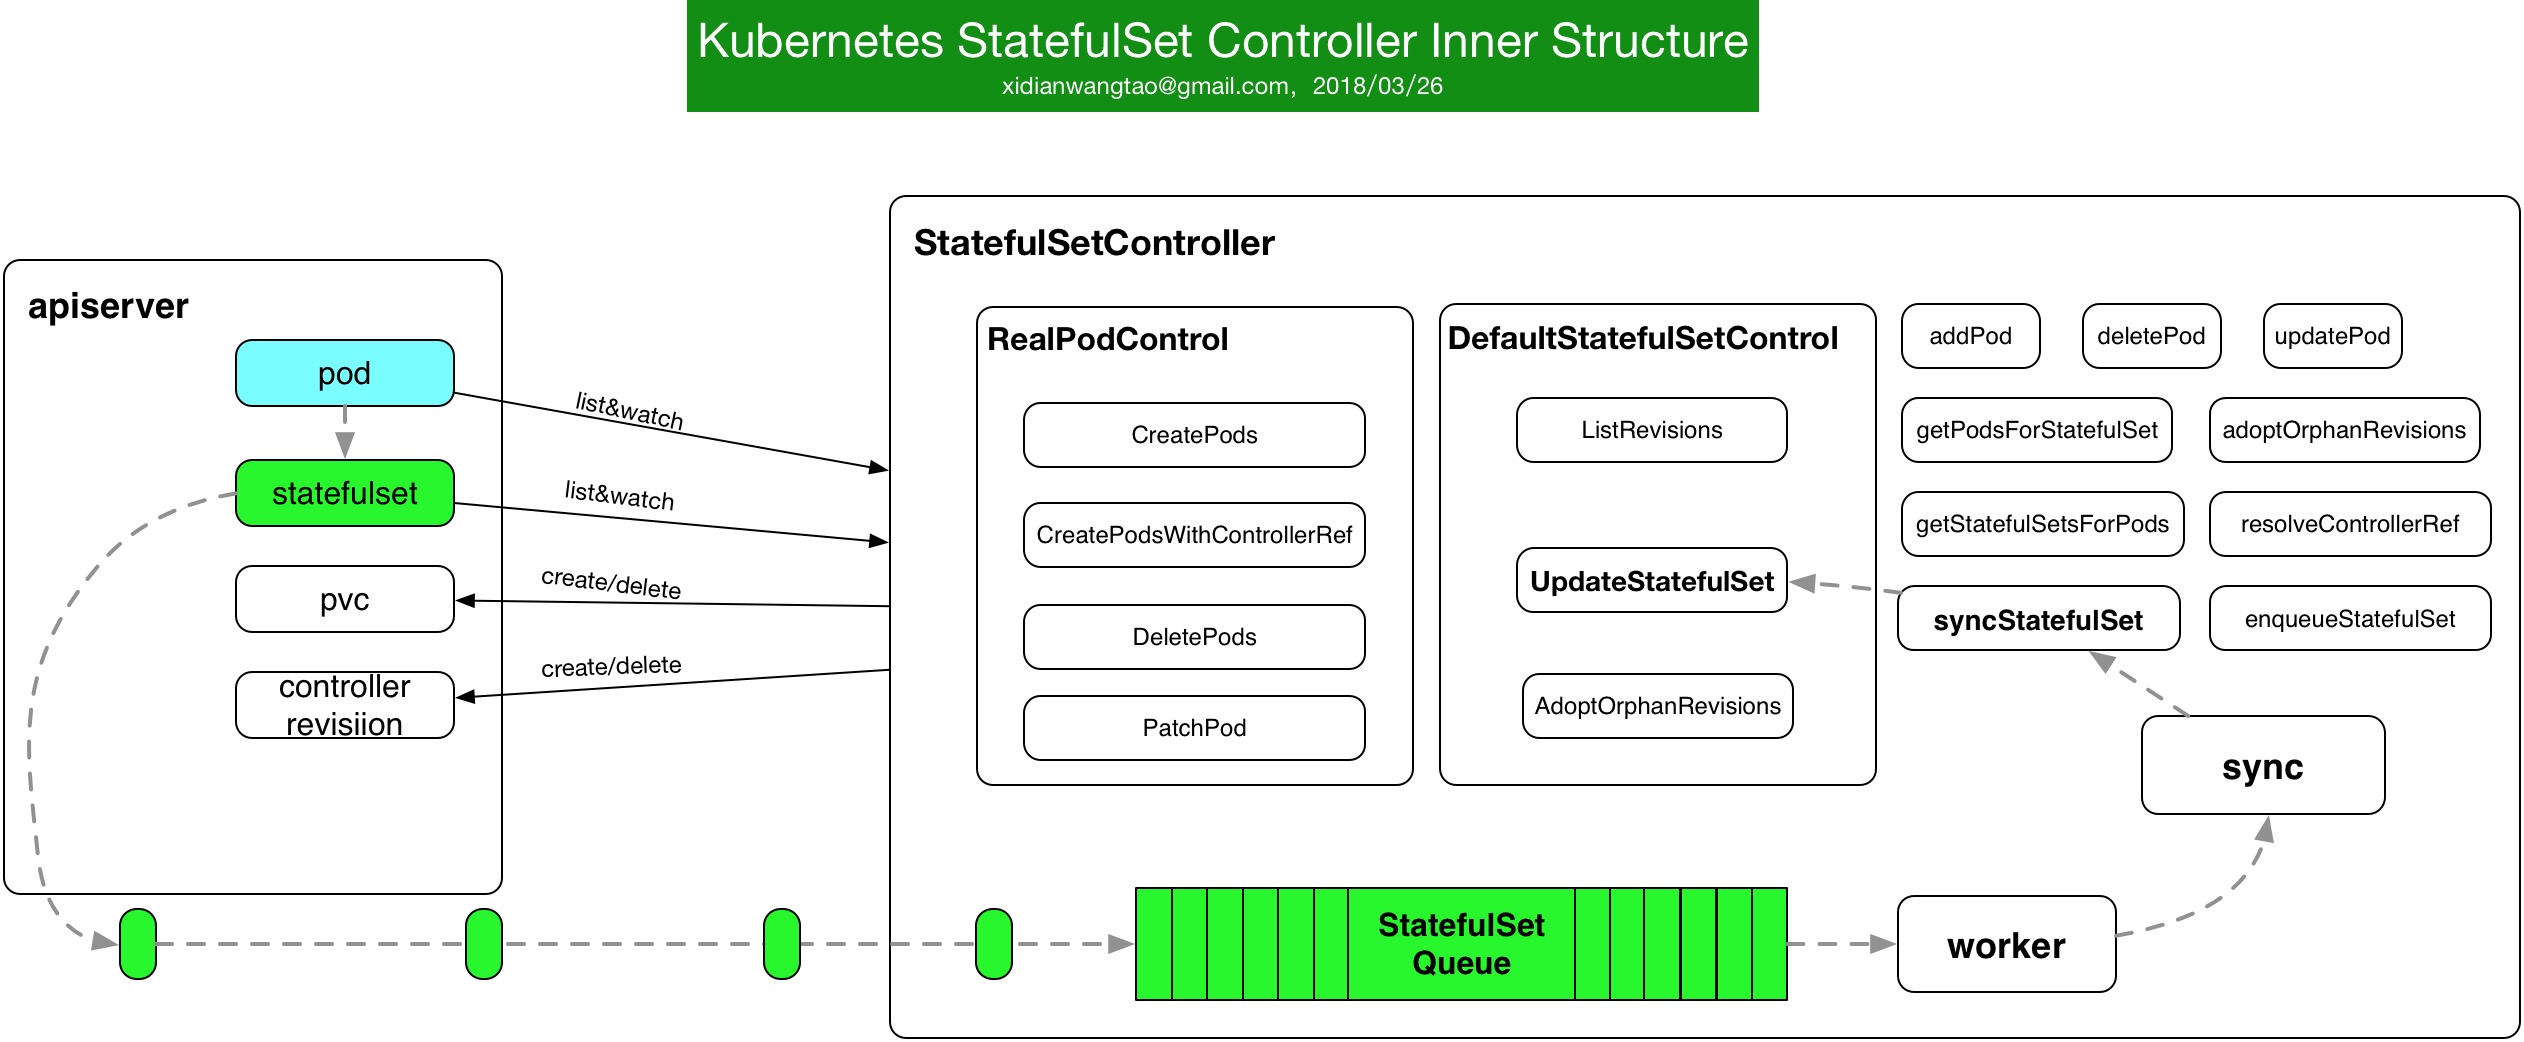 Kubernetes StatefulSet Controller Inner Structure
xidianwangtao@gmail.com，2018/03/26
apiserver
pod
statefulset
pvc
controller
revisiion
list&watch
list&watch
create/delete
create/delete
StatefulSetController
RealPodControl
CreatePods
CreatePodsWithControllerRef
DeletePods
PatchPod
DefaultStatefulSetControl
ListRevisions
UpdateStatefulSet
AdoptOrphanRevisions
addPod
deletePod
updatePod
getPodsForStatefulSet
adoptOrphanRevisions
getStatefulSetsForPods
resolveControllerRef
syncStatefulSet
enqueueStatefulSet
sync
StatefulSet
Queue
worker